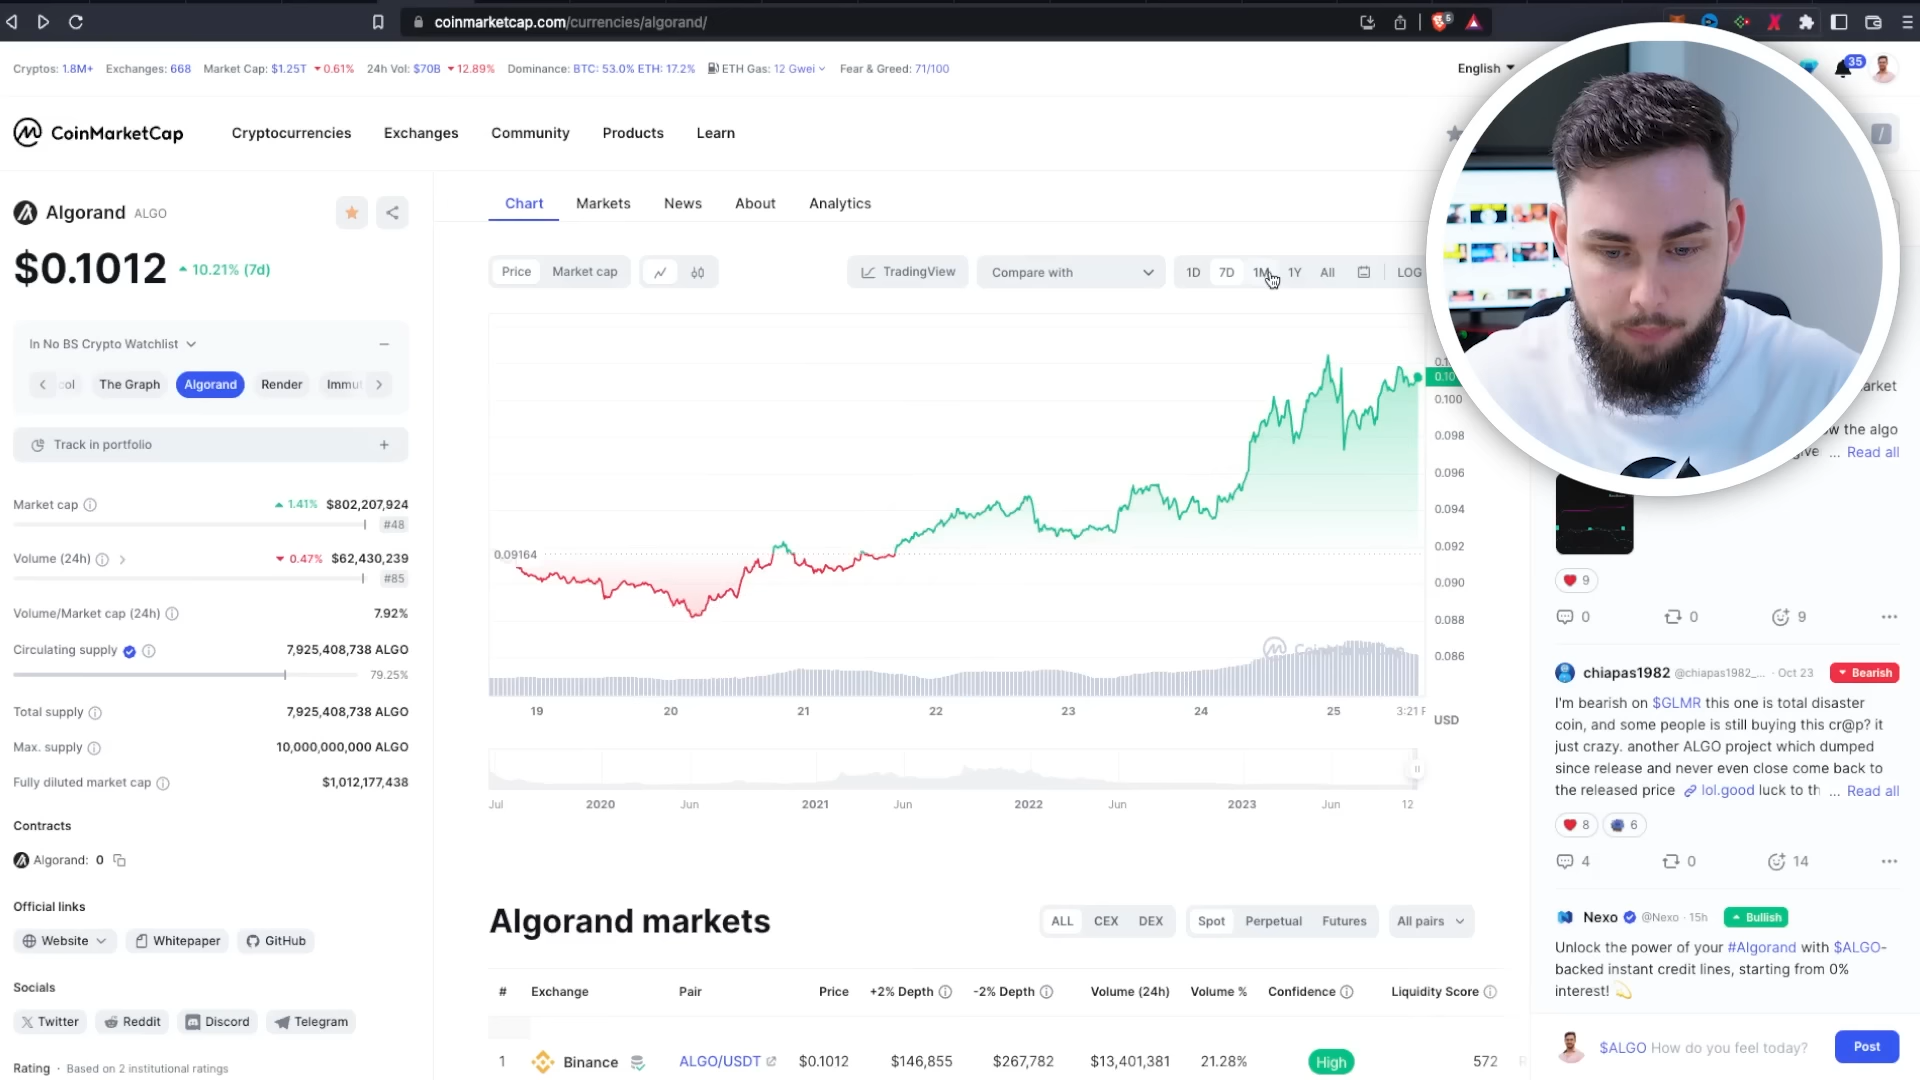 coinmarketcap.com/currencies/algorand/
5
Cryptos: 1.8M+ Exchanges: 668 Market Cap: $1.25T 0.61% 24h Vol: $70B 12.89% Dominance: BTC: 53.0% ETH: 17.2% ETH Gas: 12 Gwei Fear & Greed: 71/100
English
35
CoinMarketCap
Cryptocurrencies Exchanges Community Products Learn
/
Algorand ALGO
$0.1012 10.21% (7d)
In No BS Crypto Watchlist
The Graph Algorand Render
Track in portfolio +
Market cap 1.41% $802,207,924
#48
Volume (24h) 0.47% $62,430,239
#85
Volume/Market cap (24h) 7.92%
Circulating supply 7,925,408,738 ALGO
79.25%
Total supply 7,925,408,738 ALGO
Max. supply 10,000,000,000 ALGO
Fully diluted market cap $1,012,177,438
Contracts
Algorand: 0
Official links
Website Whitepaper GitHub
Socials
Twitter Reddit Discord Telegram
Rating · Based on 2 institutional ratings
Chart Markets News About Analytics
Price Market cap TradingView Compare with 1D 7D 1M 1Y All LOG
0.10
0.100
0.098
0.096
0.094
0.092
0.090
0.088
0.086
0.09164
CoinMarketCap
19 20 21 22 23 24 25 3:21
USD
Jul 2020 Jun 2021 Jun 2022 Jun 2023 Jun 12
Algorand markets
ALL CEX DEX Spot Perpetual Futures All pairs
# Exchange Pair Price +2% Depth -2% Depth Volume (24h) Volume % Confidence Liquidity Score
1 Binance ALGO/USDT $0.1012 $146,855 $267,782 $13,401,381 21.28% High 572
the algo
... Read all
9
0 0 9
chiapas1982 @chiapas1982_... · Oct 23 Bearish
I'm bearish on $GLMR this one is total disaster
coin, and some people is still buying this cr@p? it
just crazy. another ALGO project which dumped
since release and never even close come back to
the released price lol.good luck to th ... Read all
8 6
4 0 14
Nexo @Nexo · 15h Bullish
Unlock the power of your #Algorand with $ALGO-
backed instant credit lines, starting from 0%
interest!
$ALGO How do you feel today? Post